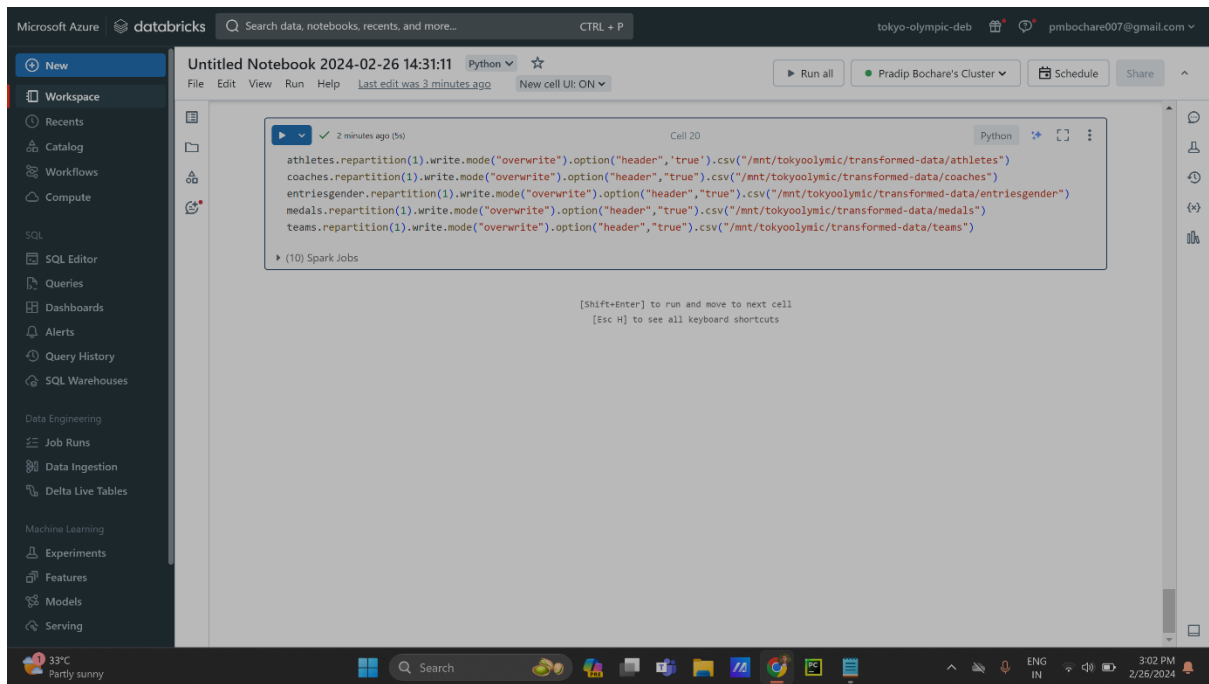 Microsoft Azure databricks Search data, notebooks, recents, and more... CTRL + P tokyo-olympic-deb pmbochare007@gmail.com
New
Workspace
Recents
Catalog
Workflows
Compute
SQL
SQL Editor
Queries
Dashboards
Alerts
Query History
SQL Warehouses
Data Engineering
Job Runs
Data Ingestion
Delta Live Tables
Machine Learning
Experiments
Features
Models
Serving
Untitled Notebook 2024-02-26 14:31:11 Python
File Edit View Run Help Last edit was 3 minutes ago New cell UI: ON
Run all Pradip Bochare's Cluster Schedule Share
2 minutes ago (5s) Cell 20 Python
athletes.repartition(1).write.mode("overwrite").option("header",'true').csv("/mnt/tokyoolymic/transformed-data/athletes")
coaches.repartition(1).write.mode("overwrite").option("header","true").csv("/mnt/tokyoolymic/transformed-data/coaches")
entriesgender.repartition(1).write.mode("overwrite").option("header","true").csv("/mnt/tokyoolymic/transformed-data/entriesgender")
medals.repartition(1).write.mode("overwrite").option("header","true").csv("/mnt/tokyoolymic/transformed-data/medals")
teams.repartition(1).write.mode("overwrite").option("header","true").csv("/mnt/tokyoolymic/transformed-data/teams")
(10) Spark Jobs
[Shift+Enter] to run and move to next cell
[Esc H] to see all keyboard shortcuts
1
33°C
Partly sunny
Search
PRE
PC
ENG
IN
3:02 PM
2/26/2024